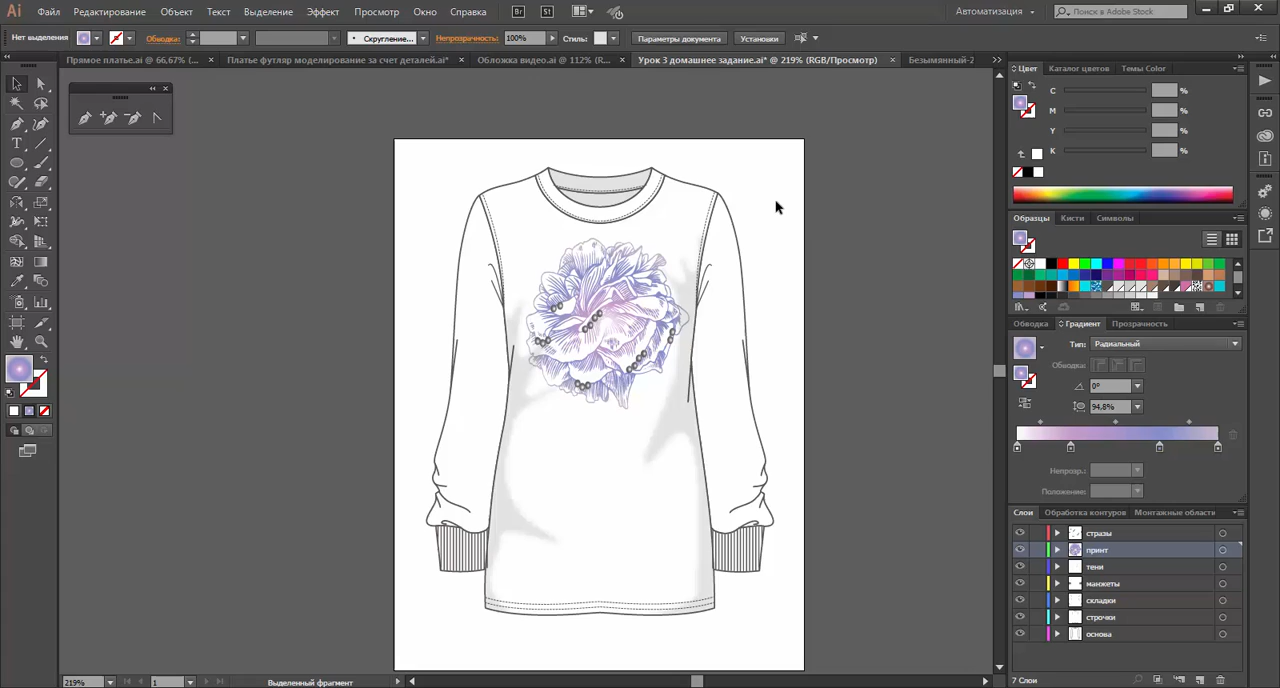 Ai Файл Редактирование Объект Текст Выделение Эффект Просмотр Окно Справка Br St Автоматизация Поиск в Adobe Stock
Нет выделения Обводка: Скругление... Непрозрачность: 100% Стиль: Параметры документа Установки
Прямое платье.ai @ 66,67% (... × Платье футляр моделирование за счет деталей.ai* × Обложка видео.ai @ 112% (R... × Урок 3 домашнее задание.ai* @ 219% (RGB/Просмотр) × Безымянный-2
Цвет Каталог цветов Темы Color
C %
M %
Y %
K %
Образцы Кисти Символы
Обводка Градиент Прозрачность
Тип: Радиальный
Обводка:
0°
94.8%
Непрозр.:
Положение:
Слои Обработка контуров Монтажные области
стразы
принт
тени
манжеты
складки
строчки
основа
7 Слои
219% 1 Выделенный фрагмент